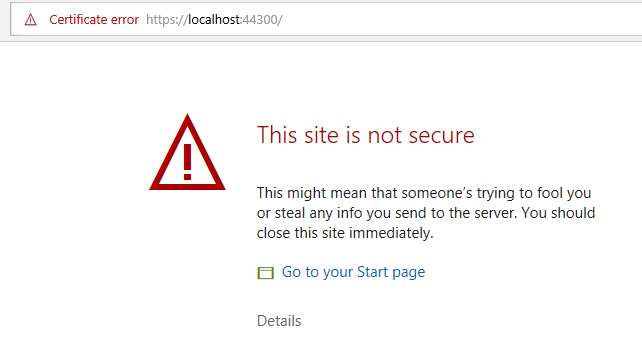 Certificate error https://localhost:44300/
This site is not secure
This might mean that someone's trying to fool you
or steal any info you send to the server. You should
close this site immediately.
Go to your Start page
Details